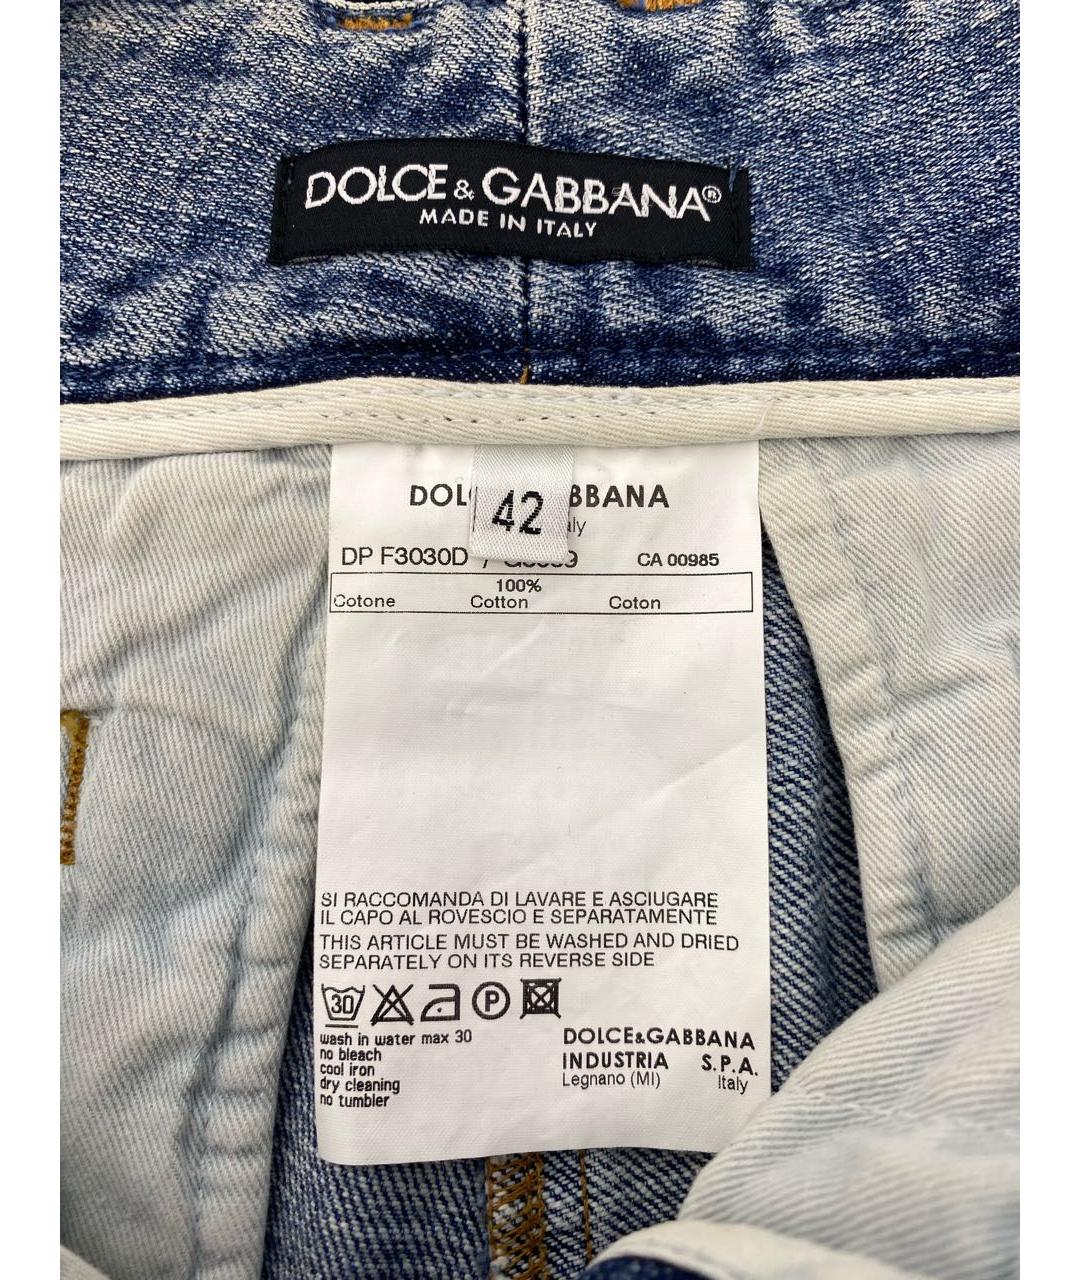 DOLCE & GABBANA®
MADE IN ITALY
42
DP F3030D / CA 00985
100%
Cotone Cotton Coton
SI RACCOMANDA DI LAVARE E ASCIUGARE
IL CAPO AL ROVESCIO E SEPARATAMENTE
THIS ARTICLE MUST BE WASHED AND DRIED
SEPARATELY ON ITS REVERSE SIDE
30 P
wash in water max 30
no bleach
cool iron
dry cleaning
no tumbler
DOLCE&GABBANA
INDUSTRIA S.P.A.
Legnano (MI) Italy